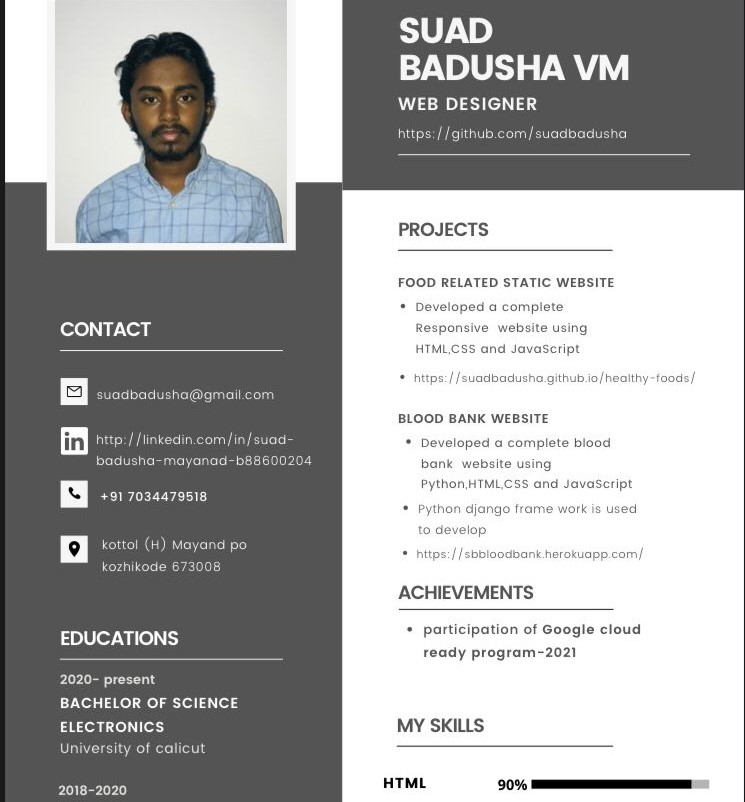 SUAD
BADUSHA VM
WEB DESIGNER
https://github.com/suadbadusha
CONTACT
suadbadusha@gmail.com
in
http://linkedin.com/in/suad-
badusha-mayanad-b88600204
+91 7034479518
kottol (H) Mayand po
kozhikode 673008
EDUCATIONS
2020- present
BACHELOR OF SCIENCE
ELECTRONICS
University of calicut
2018-2020
PROJECTS
FOOD RELATED STATIC WEBSITE
• Developed a complete
Responsive website using
HTML,CSS and JavaScript
• https://suadbadusha.github.io/healthy-foods/
BLOOD BANK WEBSITE
• Developed a complete blood
bank website using
Python,HTML,CSS and JavaScript
• Python django frame work is used
to develop
• https://sbbloodbank.herokuapp.com/
ACHIEVEMENTS
• participation of Google cloud
ready program-2021
MY SKILLS
HTML 90%